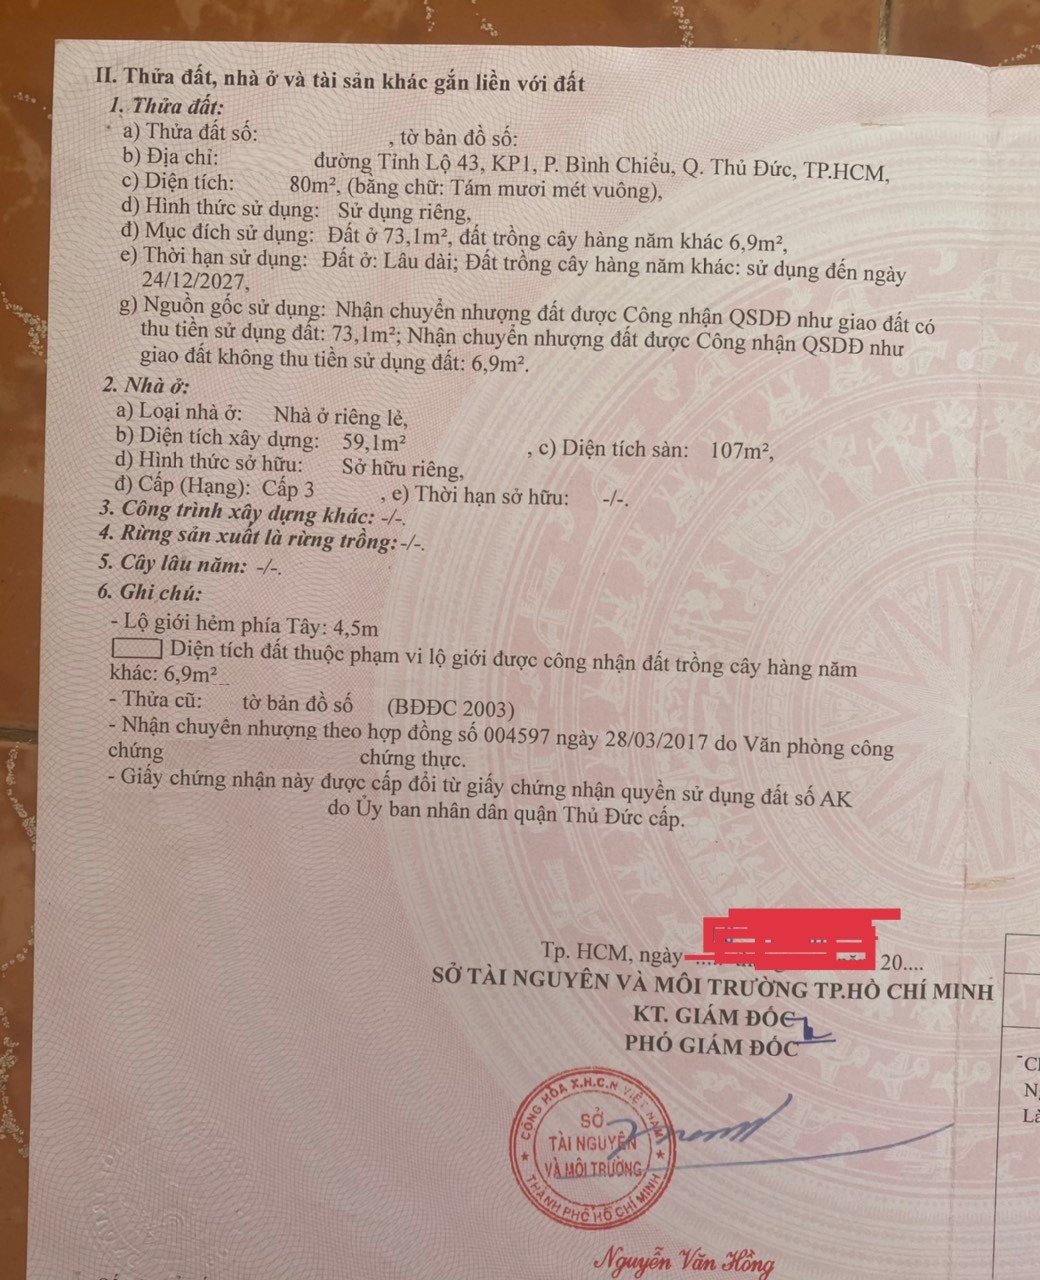 II. Thửa đất, nhà ở và tài sản khác gắn liền với đất
1. Thửa đất:
a) Thửa đất số: , tờ bản đồ số:
b) Địa chỉ: đường Tỉnh Lộ 43, KP1, P. Bình Chiểu, Q. Thủ Đức, TP.HCM,
c) Diện tích: 80m², (bằng chữ: Tám mươi mét vuông),
d) Hình thức sử dụng: Sử dụng riêng,
đ) Mục đích sử dụng: Đất ở 73,1m², đất trồng cây hàng năm khác 6,9m²,
e) Thời hạn sử dụng: Đất ở: Lâu dài; Đất trồng cây hàng năm khác: sử dụng đến ngày
24/12/2027,
g) Nguồn gốc sử dụng: Nhận chuyển nhượng đất được Công nhận QSDĐ như giao đất có
thu tiền sử dụng đất: 73,1m²; Nhận chuyển nhượng đất được Công nhận QSDĐ như
giao đất không thu tiền sử dụng đất: 6,9m².
2. Nhà ở:
a) Loại nhà ở: Nhà ở riêng lẻ,
b) Diện tích xây dựng: 59,1m² , c) Diện tích sàn: 107m²,
d) Hình thức sở hữu: Sở hữu riêng,
đ) Cấp (Hạng): Cấp 3 , e) Thời hạn sở hữu: -/-.
3. Công trình xây dựng khác: -/-.
4. Rừng sản xuất là rừng trồng: -/-.
5. Cây lâu năm: -/-.
6. Ghi chú:
- Lộ giới hẻm phía Tây: 4,5m
Diện tích đất thuộc phạm vi lộ giới được công nhận đất trồng cây hàng năm
khác: 6,9m²
- Thửa cũ: tờ bản đồ số (BĐĐC 2003)
- Nhận chuyên nhượng theo hợp đồng số 004597 ngày 28/03/2017 do Văn phòng công
chứng chứng thực.
- Giấy chứng nhận này được cấp đổi từ giấy chứng nhận quyền sử dụng đất số AK
do Ủy ban nhân dân quận Thủ Đức cấp.
Tp. HCM, ngày 20....
SỞ TÀI NGUYÊN VÀ MÔI TRƯỜNG TP.HỒ CHÍ MINH
KT. GIÁM ĐỐC
PHÓ GIÁM ĐỐC
CỘNG HÒA X.H.C.N VIỆT NAM
SỞ
TÀI NGUYÊN
VÀ MÔI TRƯỜNG
THÀNH PHỐ HỒ CHÍ MINH
Nguyễn Văn Hồng